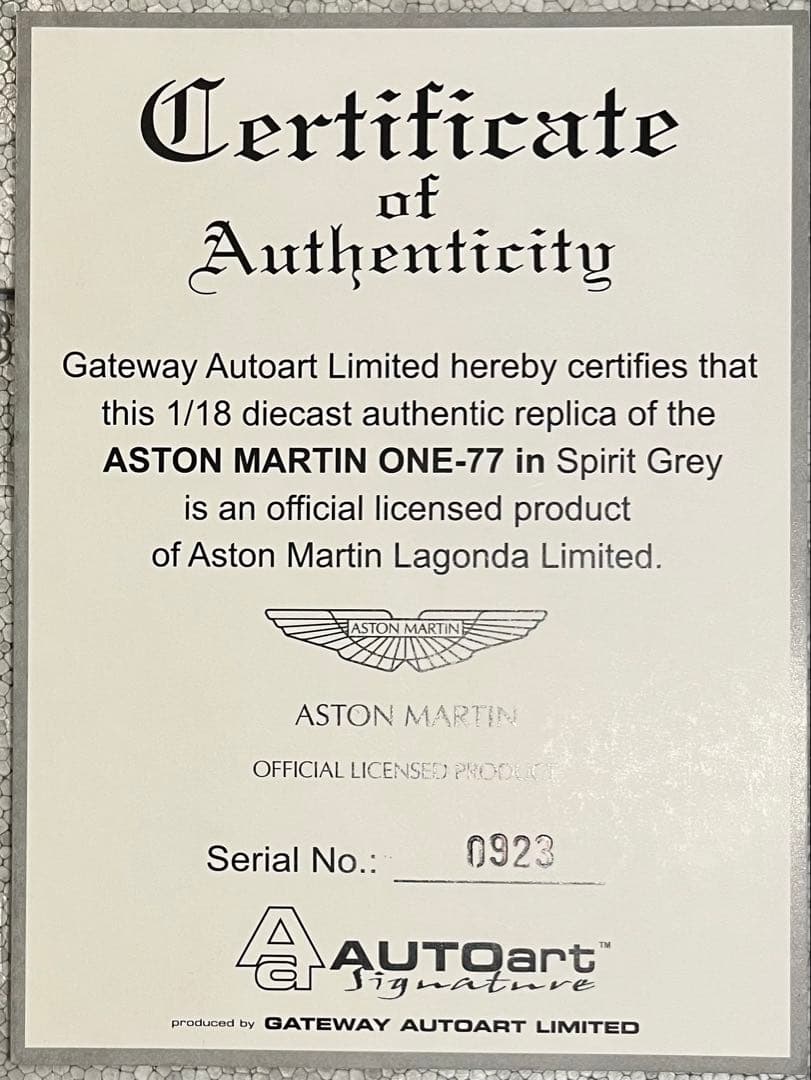 Certificate
of
Authenticity
Gateway Autoart Limited hereby certifies that
this 1/18 diecast authentic replica of the
ASTON MARTIN ONE-77 in Spirit Grey
is an official licensed product
of Aston Martin Lagonda Limited.
ASTON MARTIN
ASTON MARTIN
OFFICIAL LICENSED PRODUCT
Serial No.: 0923
Aa AUTOart™
Signature
produced by GATEWAY AUTOART LIMITED